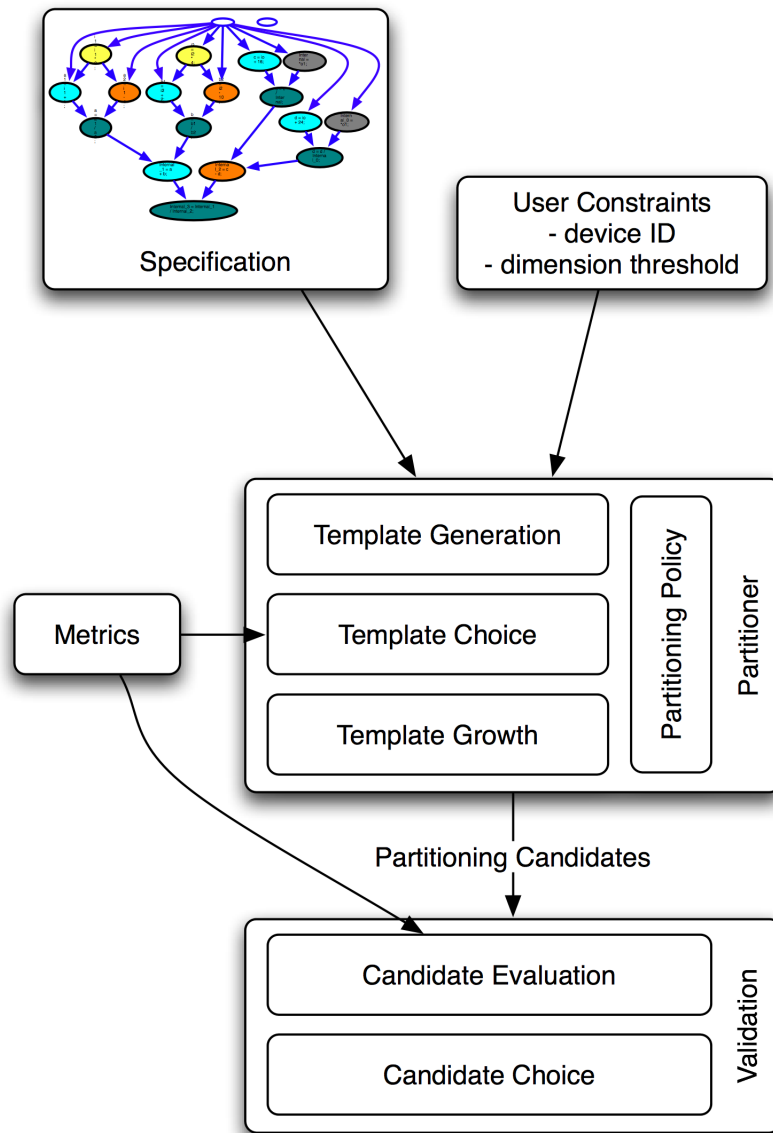 Specification
User Constraints
- device ID
- dimension threshold
Template Generation
Template Choice
Template Growth
Partitioning Policy
Partitioner
Metrics
Partitioning Candidates
Candidate Evaluation
Candidate Choice
Validation